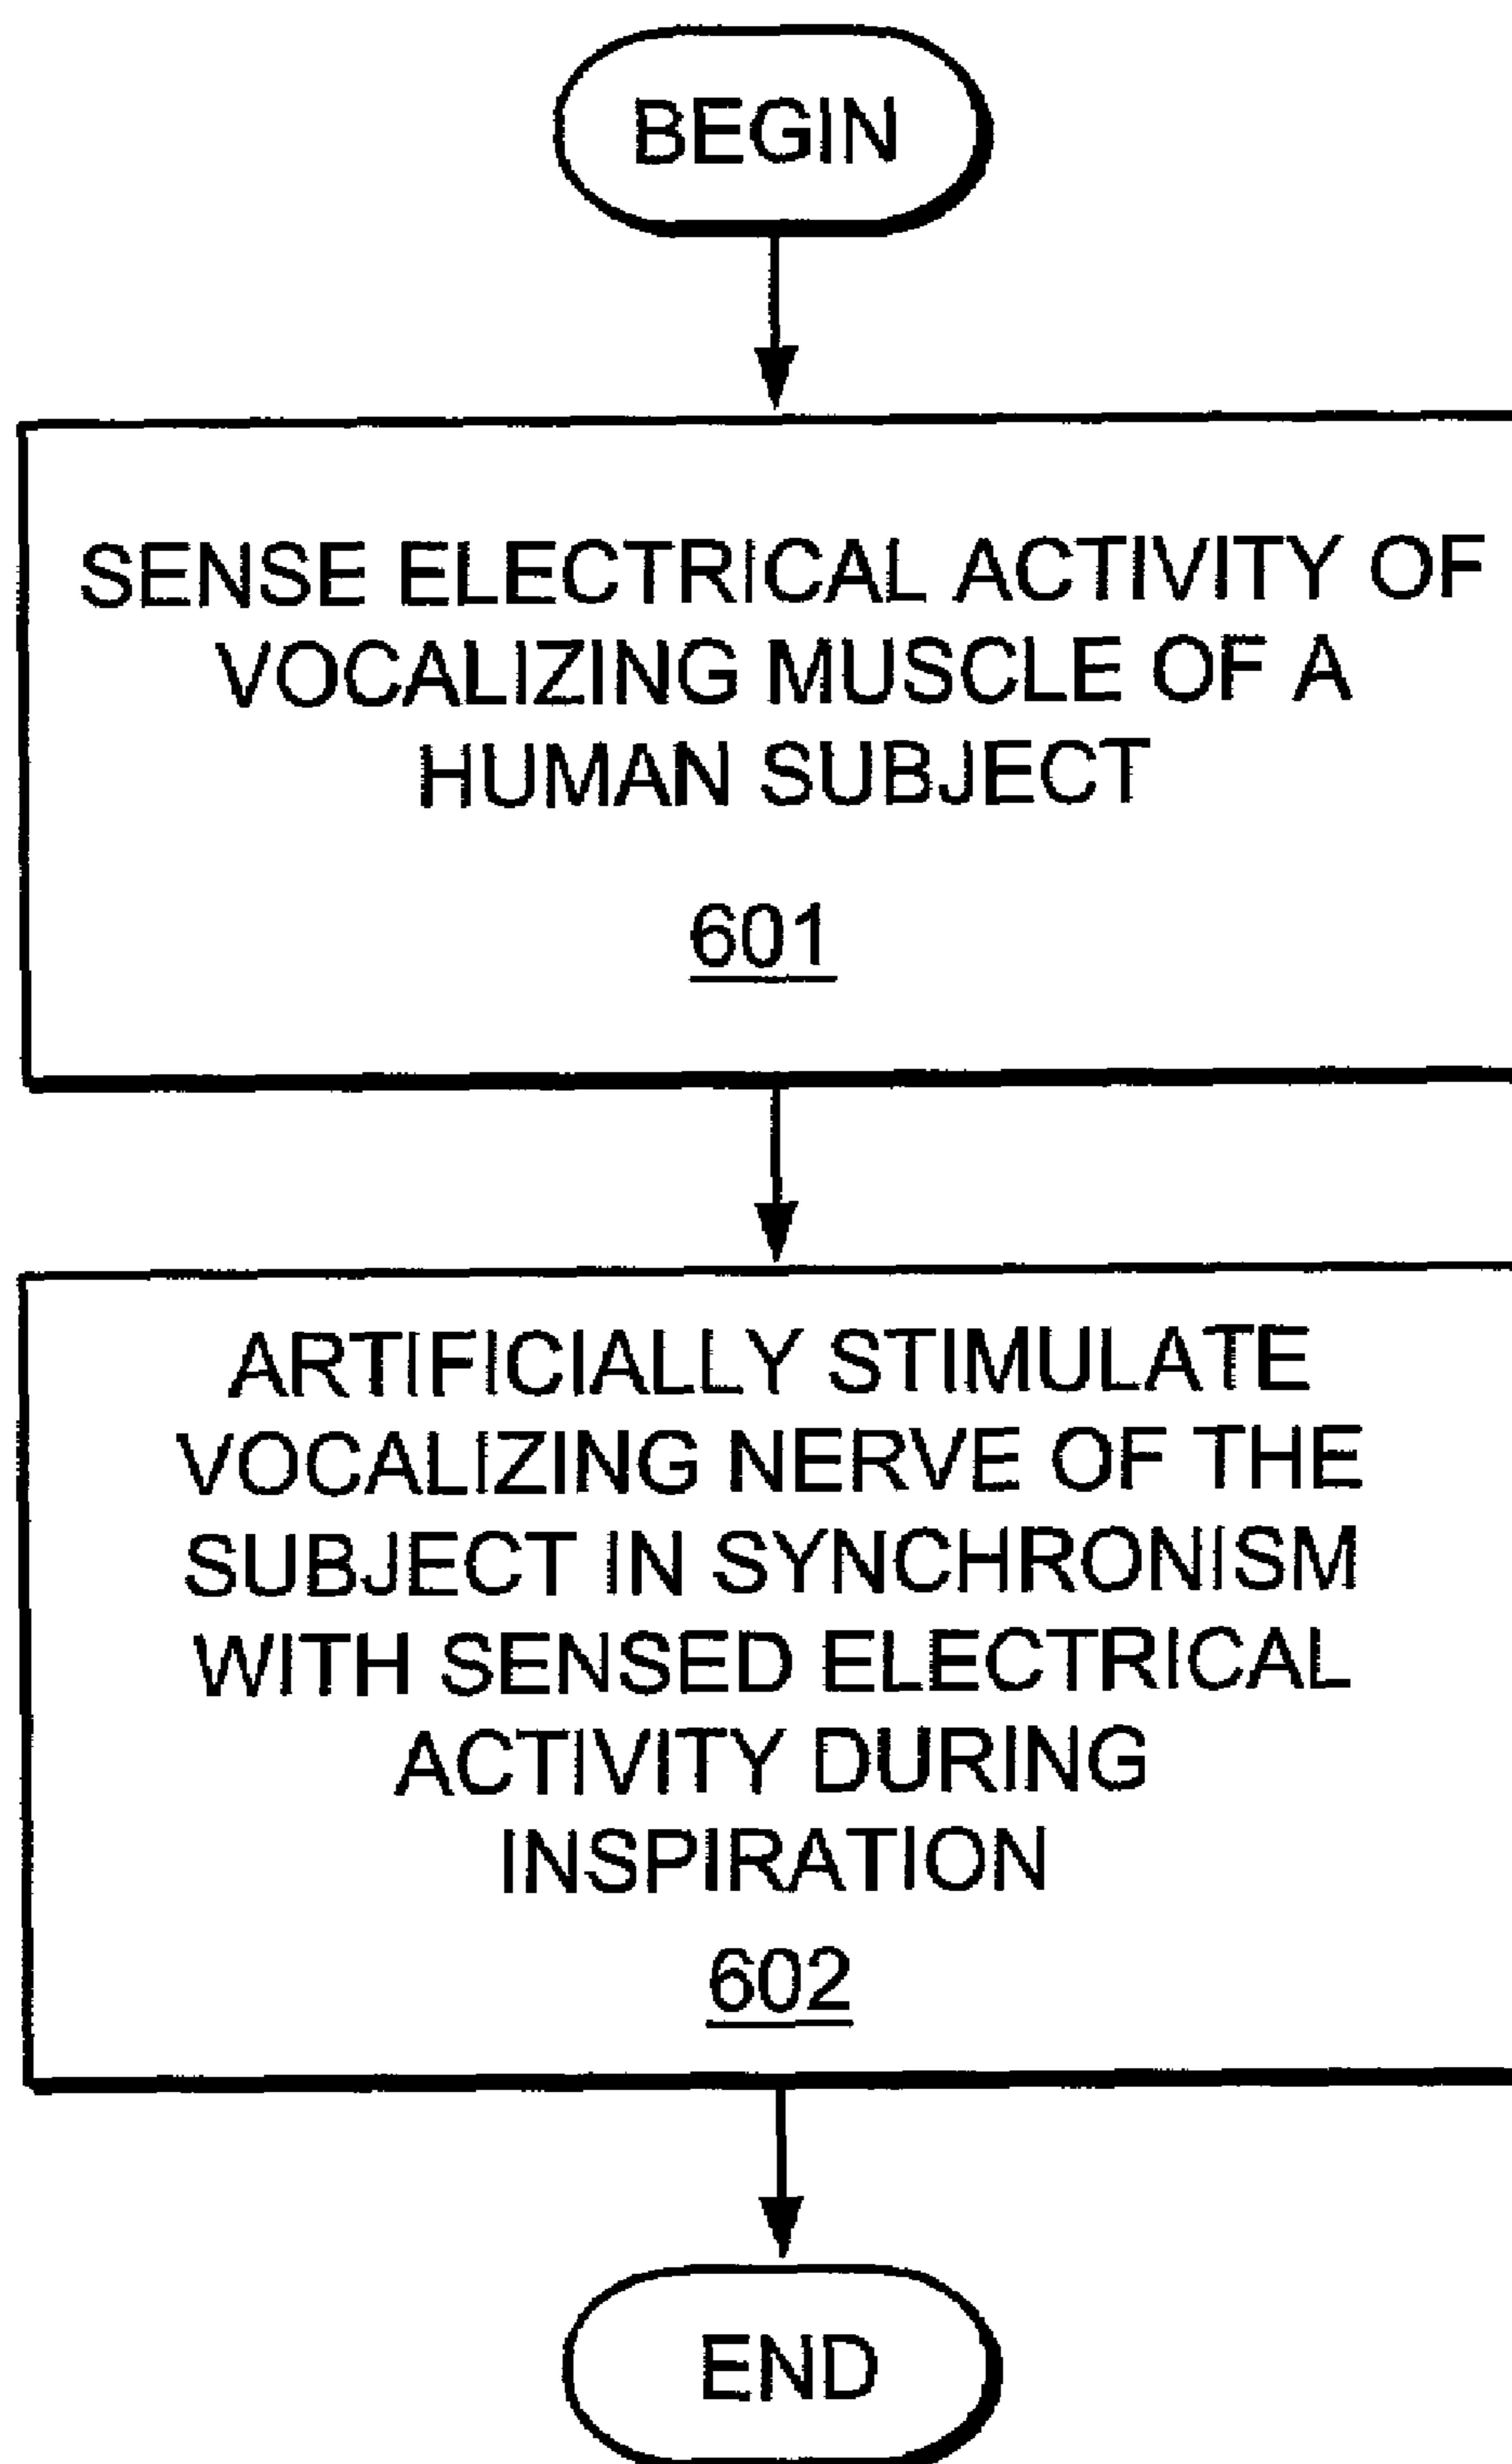 BEGIN
SENSE ELECTRICAL ACTIVITY OF
VOCALIZING MUSCLE OF A
HUMAN SUBJECT
601
ARTIFICIALLY STIMULATE
VOCALIZING NERVE OF THE
SUBJECT IN SYNCHRONISM
WITH SENSED ELECTRICAL
ACTIVITY DURING
INSPIRATION
602
END